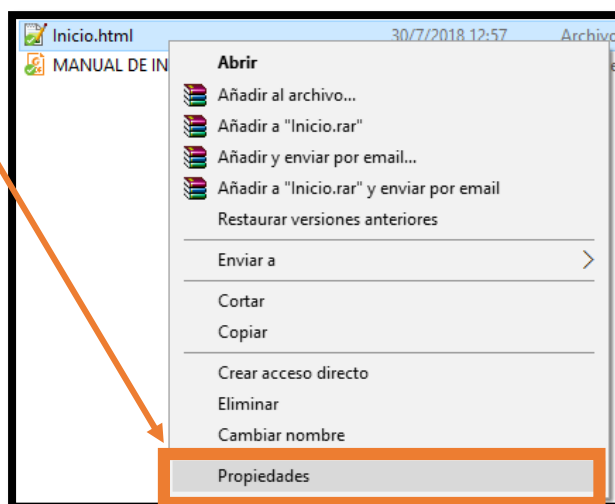 Inicio.html 30/7/2018 12:57 Archivo
MANUAL DE IN
Abrir
Añadir al archivo...
Añadir a "Inicio.rar"
Añadir y enviar por email...
Añadir a "Inicio.rar" y enviar por email
Restaurar versiones anteriores
Enviar a
Cortar
Copiar
Crear acceso directo
Eliminar
Cambiar nombre
Propiedades